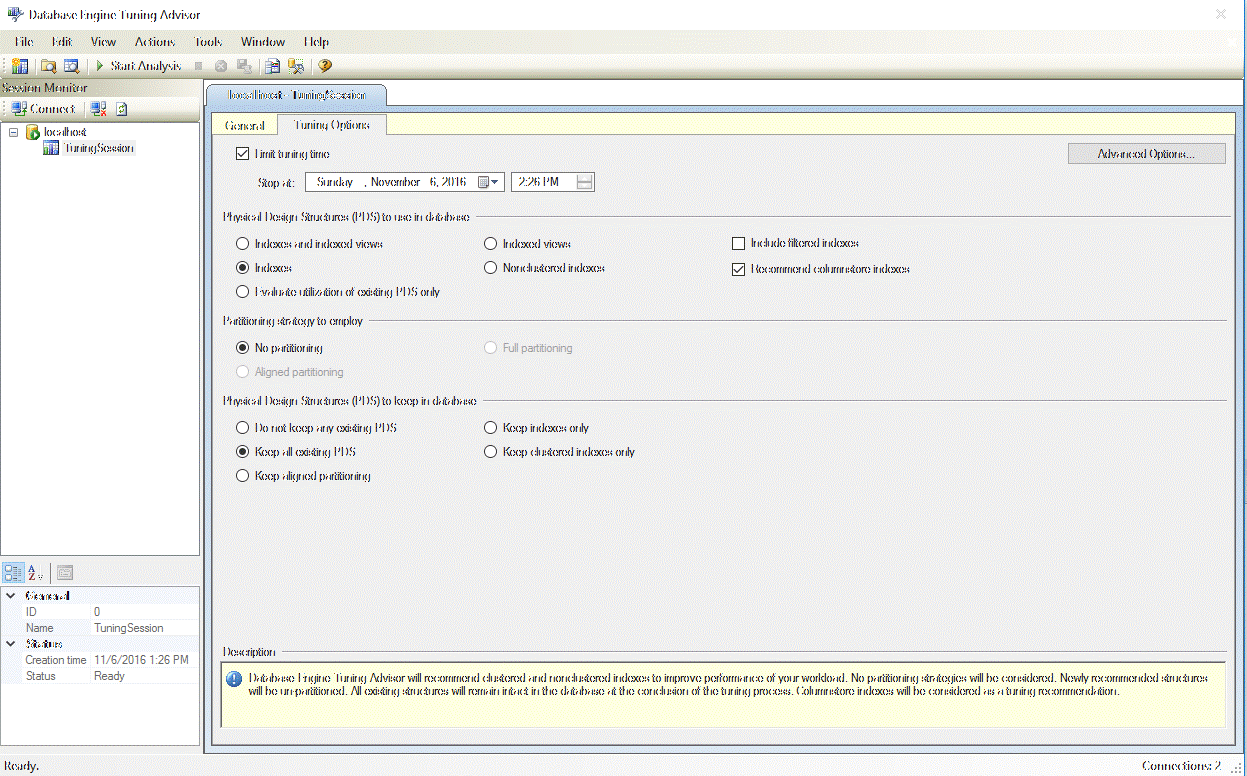 Database Engine Tuning Advisor
File Edit View Actions Tools Window Help
Start Analysis
Session Monitor
Connect
localhost
TuningSession
localhost - TuningSession
General Tuning Options
Limit tuning time
Advanced Options...
Stop at: Sunday , November 6, 2016 2:26 PM
Physical Design Structures (PDS) to use in database
Indexes and indexed views Indexed views Include filtered indexes
Indexes Nonclustered indexes Recommend columnstore indexes
Evaluate utilization of existing PDS only
Partitioning strategy to employ
No partitioning Full partitioning
Aligned partitioning
Physical Design Structures (PDS) to keep in database
Do not keep any existing PDS Keep indexes only
Keep all existing PDS Keep clustered indexes only
Keep aligned partitioning
General
ID 0
Name TuningSession
Status
Creation time 11/6/2016 1:26 PM
Status Ready
Description
Database Engine Tuning Advisor will recommend clustered and nonclustered indexes to improve performance of your workload. No partitioning strategies will be considered. Newly recommended structures
will be un-partitioned. All existing structures will remain intact in the database at the conclusion of the tuning process. Columnstore indexes will be considered as a tuning recommendation.
Ready. Connections: 2